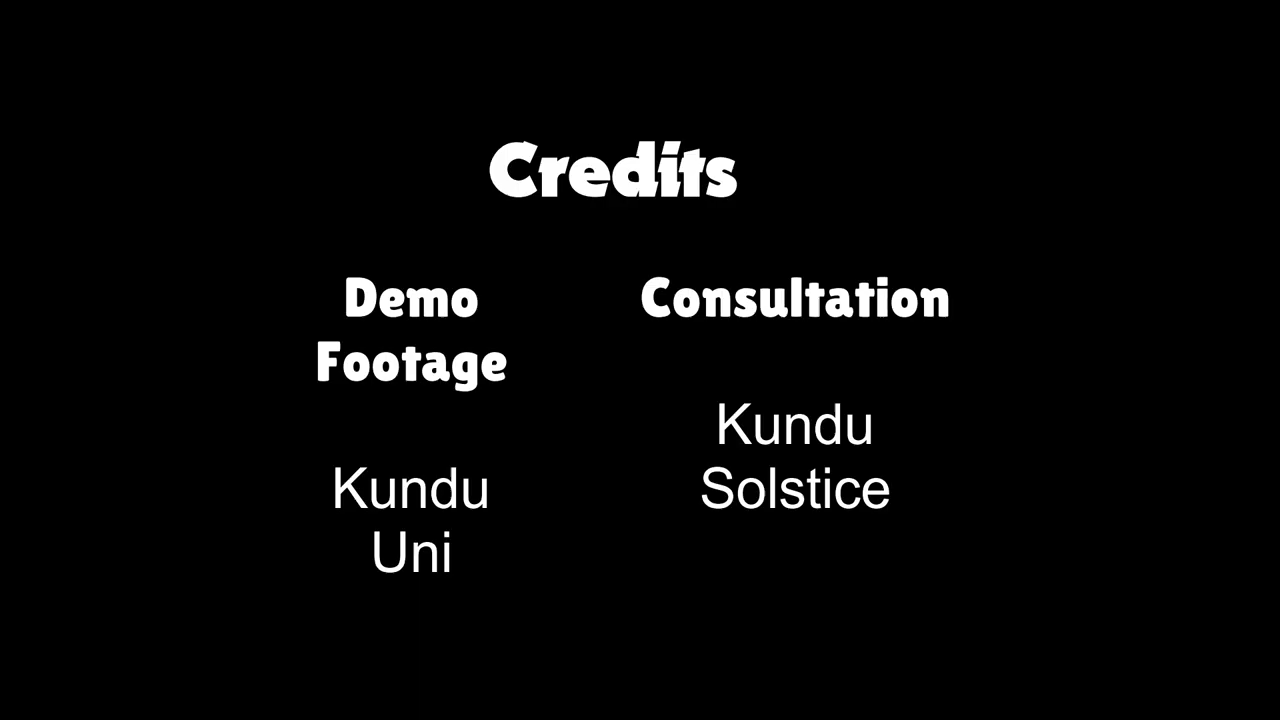 Credits
Demo
Footage
Kundu
Uni
Consultation
Kundu
Solstice